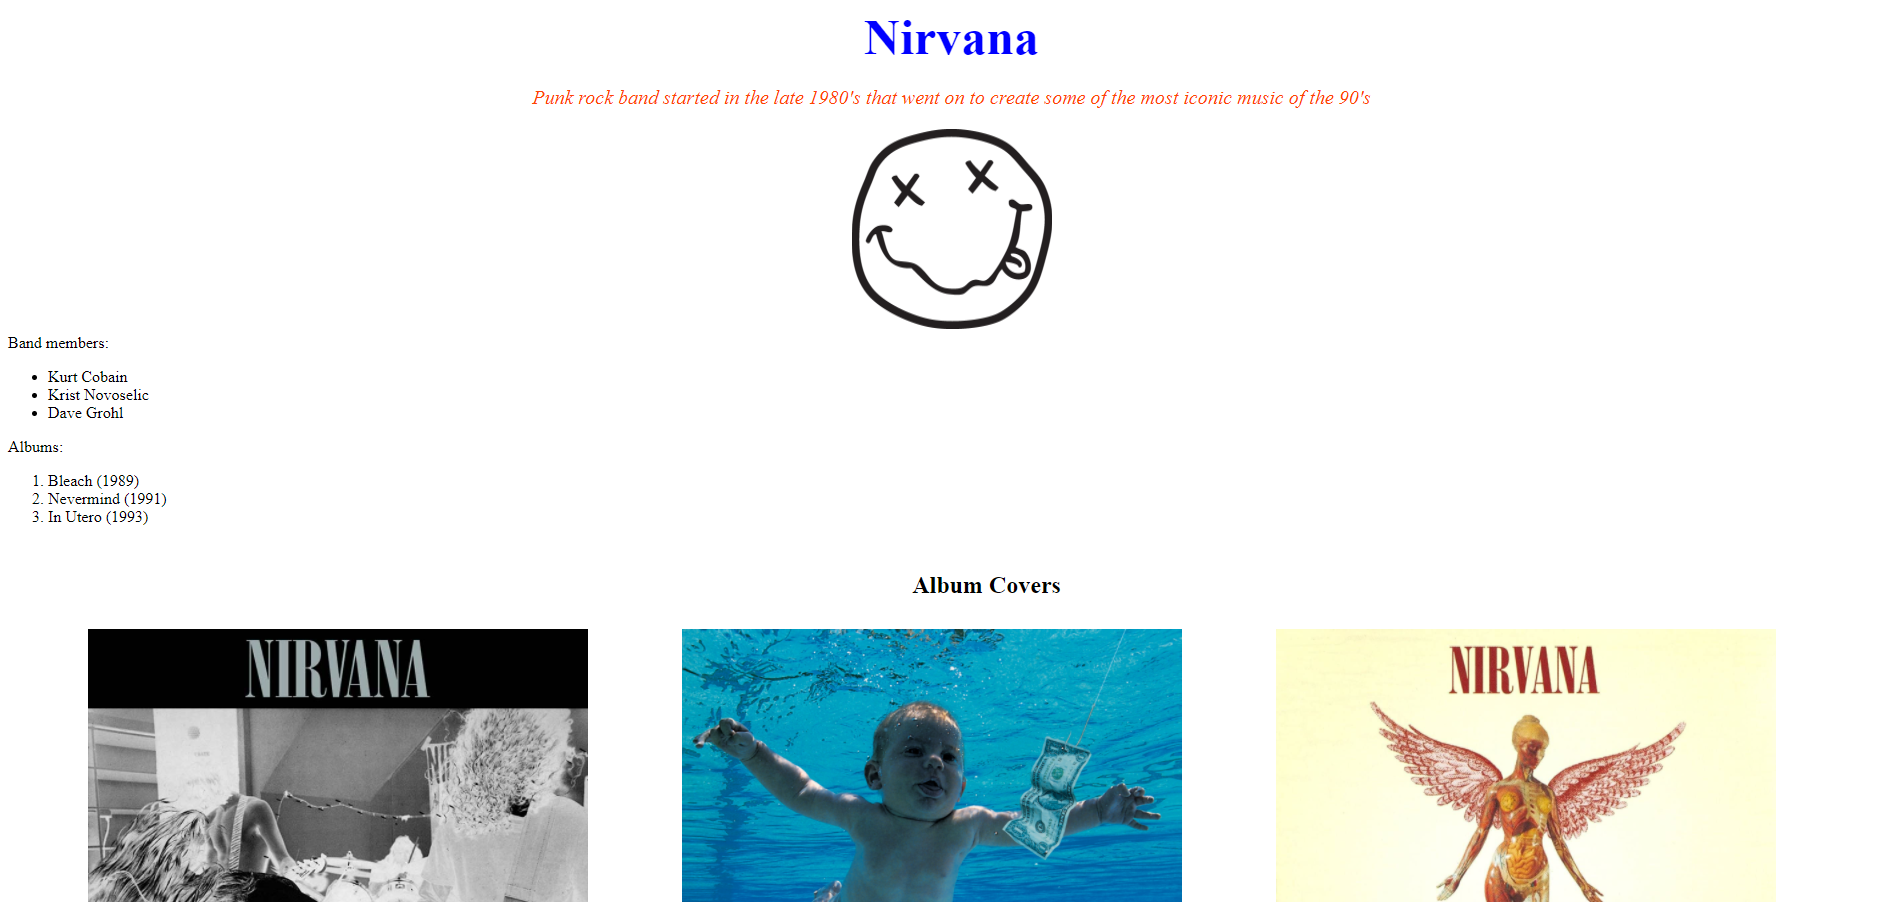 Nirvana
Punk rock band started in the late 1980's that went on to create some of the most iconic music of the 90's
Band members:
Kurt Cobain
Krist Novoselic
Dave Grohl
Albums:
1. Bleach (1989)
2. Nevermind (1991)
3. In Utero (1993)
Album Covers
NIRVANA
NIRVANA